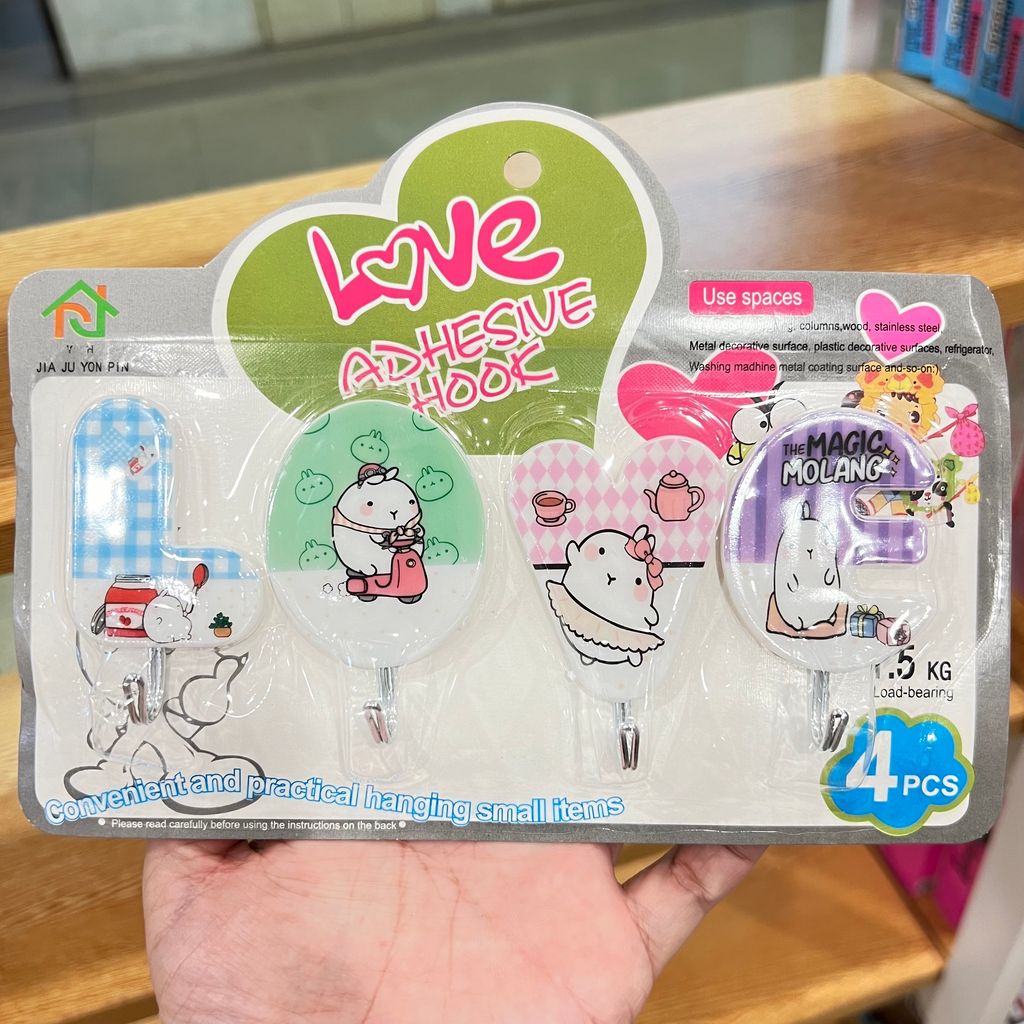 Love
ADHESIVE
HOOK
JIA JU YON PIN
Use spaces
columns,wood, stainless steel,
Metal decorative surface, plastic decorative surfaces, refrigerator,
Washing madhine metal coating surface and-so-on:)
THE MAGIC
MOLANG
.5 KG
Load-bearing
4 PCS
Convenient and practical hanging small items
Please read carefully before using the instructions on the back